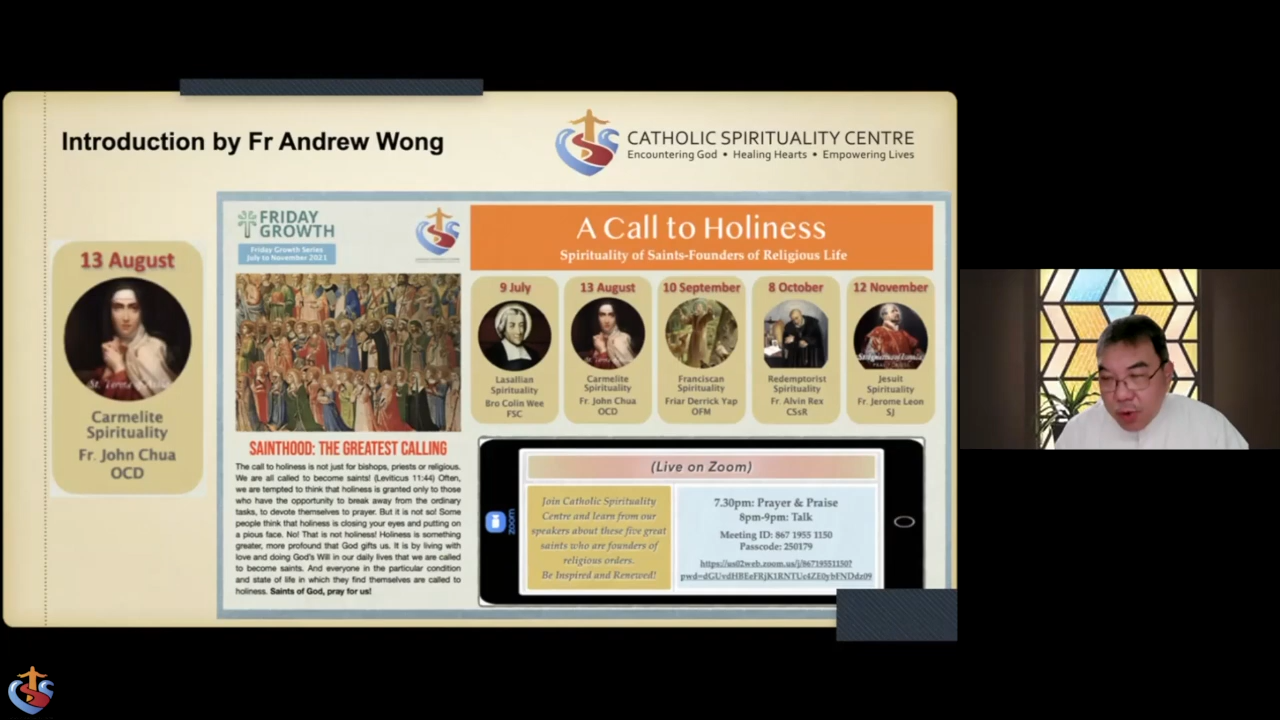 Introduction by Fr Andrew Wong
CATHOLIC SPIRITUALITY CENTRE
Encountering God • Healing Hearts • Empowering Lives
13 August
Carmelite
Spirituality
Fr. John Chua
OCD
FRIDAY
GROWTH
Friday Growth Series
July to November 2021
A Call to Holiness
Spirituality of Saints-Founders of Religious Life
9 July
Lasallian
Spirituality
Bro Colin Wee
FSC
13 August
Carmelite
Spirituality
Fr. John Chua
OCD
10 September
Franciscan
Spirituality
Friar Derrick Yap
OFM
8 October
Redemptorist
Spirituality
Fr. Alvin Rex
CSsR
12 November
Jesuit
Spirituality
Fr. Jerome Leon
SJ
SAINTHOOD: THE GREATEST CALLING
The call to holiness is not just for bishops, priests or religious.
We are all called to become saints! (Leviticus 11:44) Often,
we are tempted to think that holiness is granted only to those
who have the opportunity to break away from the ordinary
tasks, to devote themselves to prayer. But it is not so! Some
people think that holiness is closing your eyes and putting on
a pious face. No! That is not holiness! Holiness is something
greater, more profound that God gifts us. It is by living with
love and doing God's Will in our daily lives that we are called
to become saints. And everyone in the particular condition
and state of life in which they find themselves are called to
holiness. Saints of God, pray for us!
zoom
(Live on Zoom)
Join Catholic Spirituality
Centre and learn from our
speakers about these five great
saints who are founders of
religious orders.
Be Inspired and Renewed!
7.30pm: Prayer & Praise
8pm-9pm: Talk
Meeting ID: 867 1955 1150
Passcode: 250179
https://us02web.zoom.us/j/86719551150?